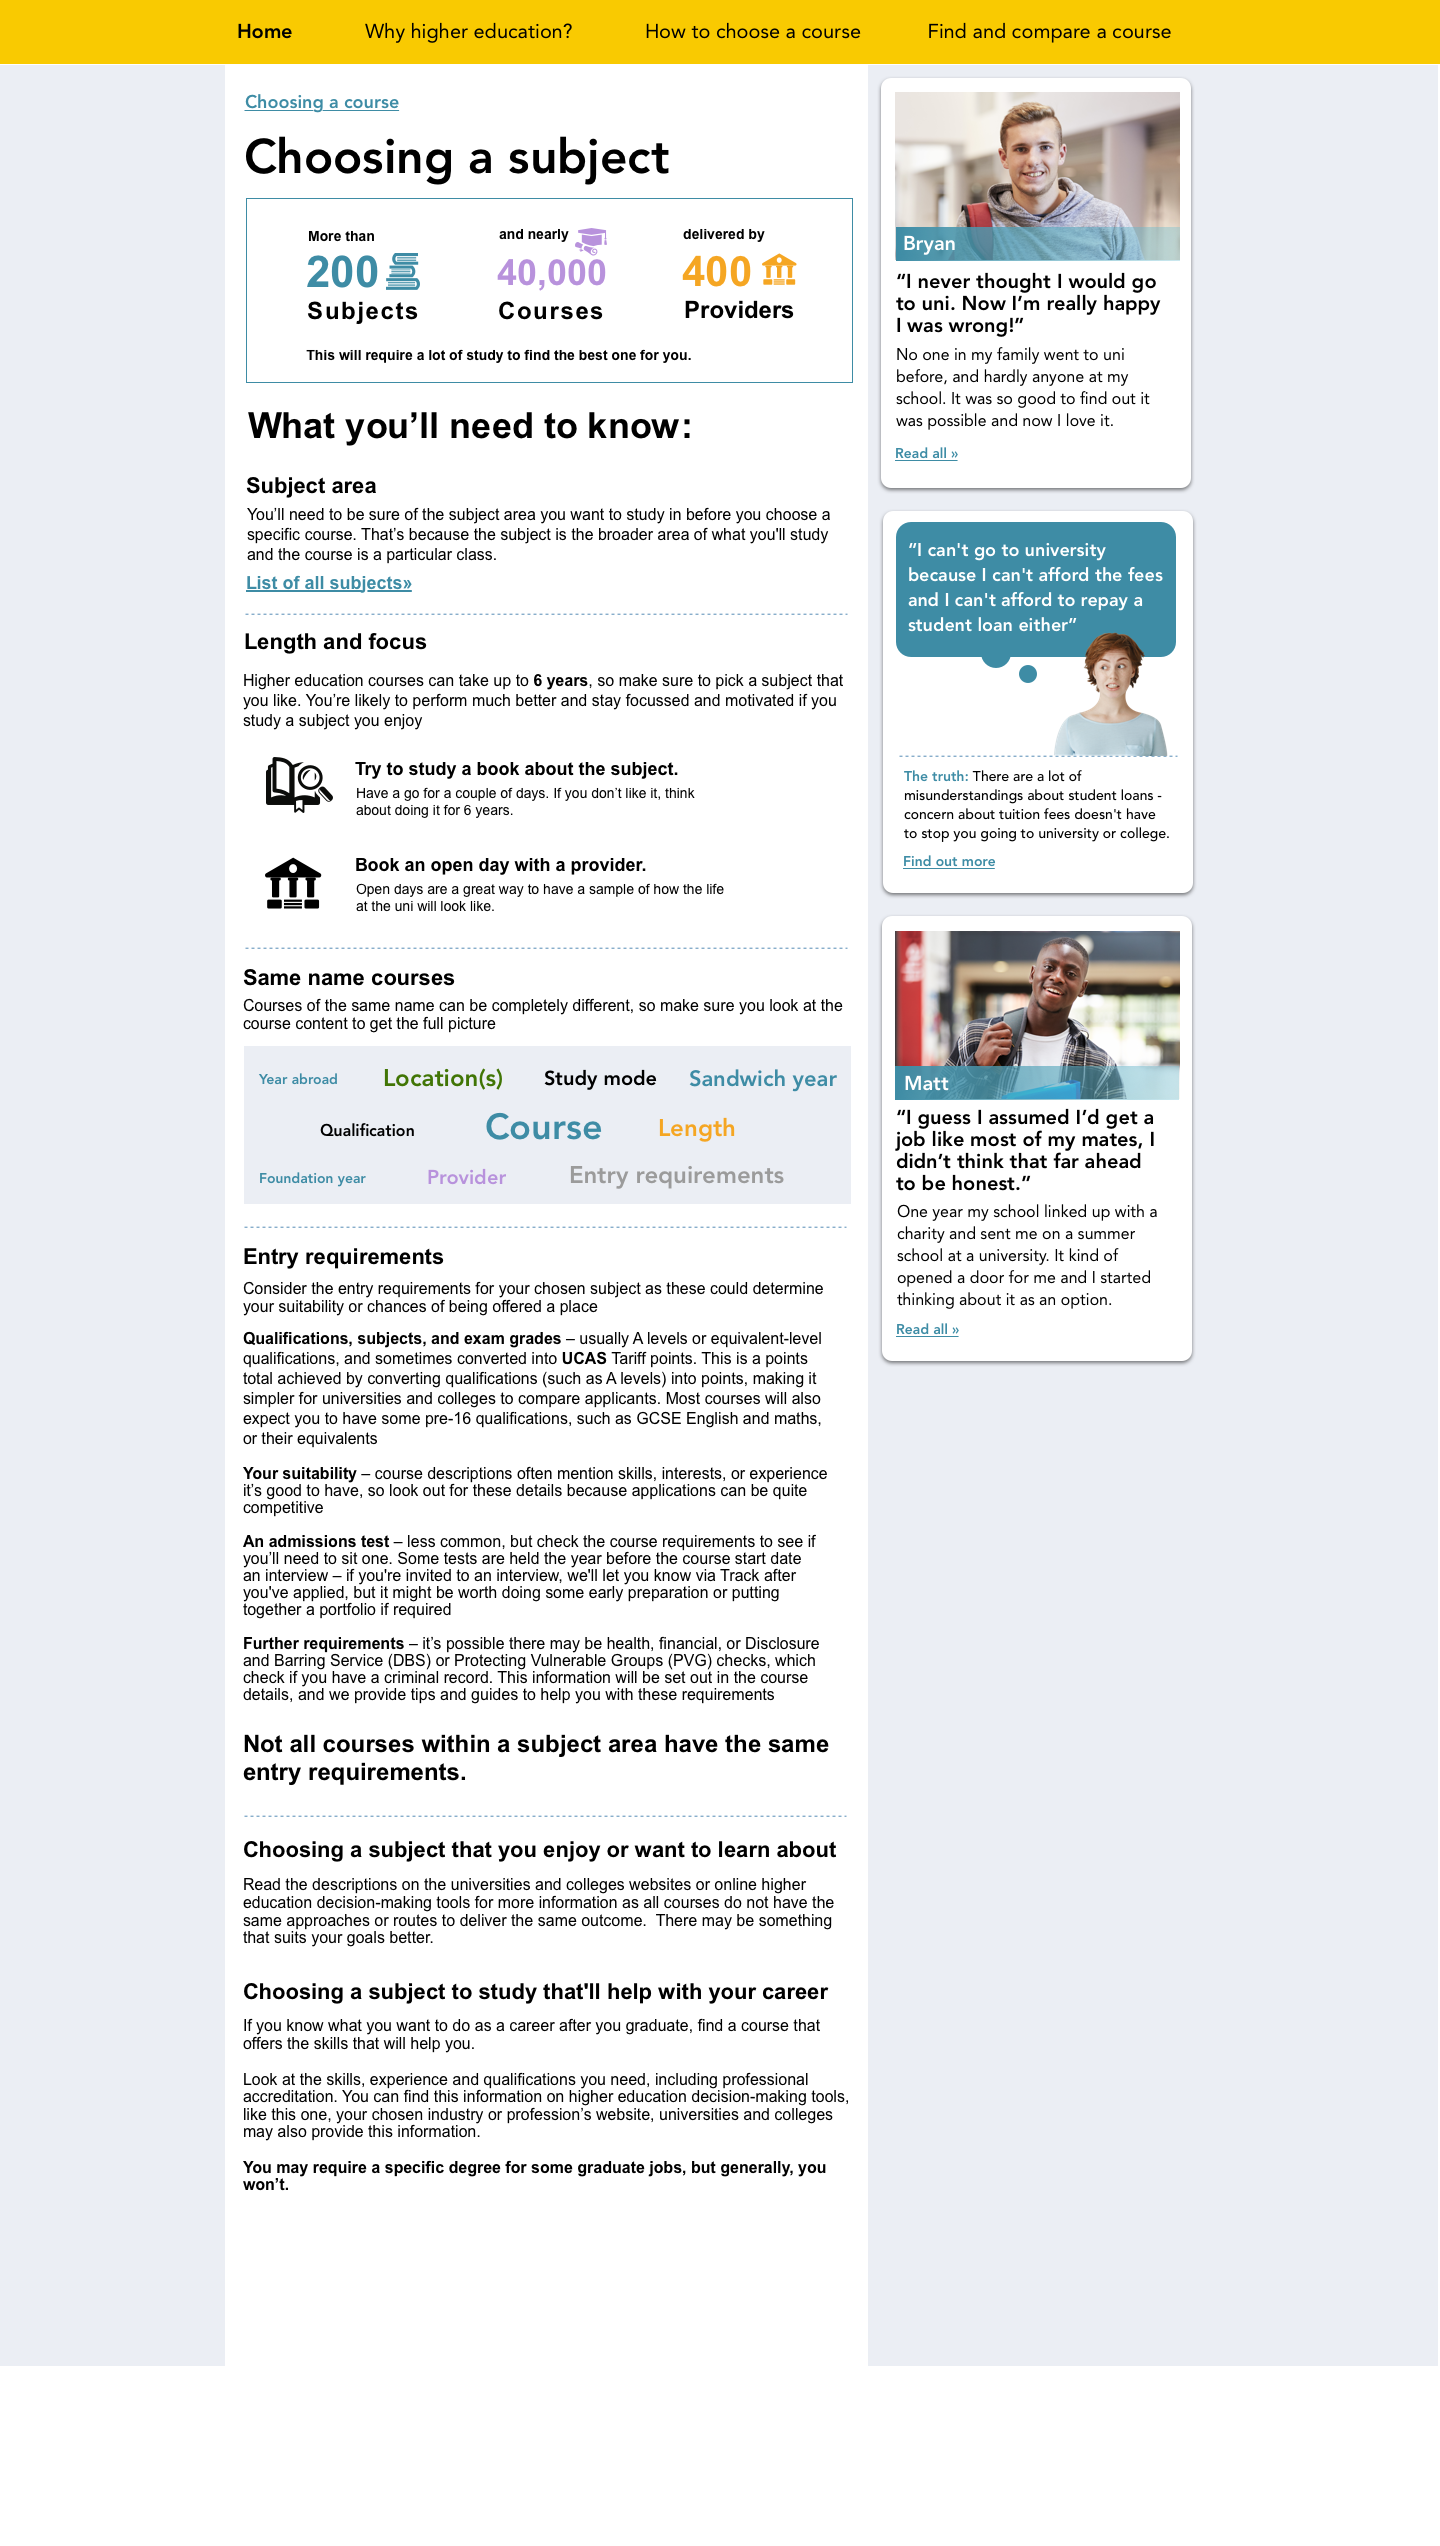 Home
Why higher education?
How to choose a course
Find and compare a course
Choosing a course
Choosing a subject
More than
200
Subjects
and nearly
40,000
Courses
delivered by
400
Providers
This will require a lot of study to find the best one for you.
What you’ll need to know:
Subject area
You’ll need to be sure of the subject area you want to study in before you choose a
specific course. That’s because the subject is the broader area of what you'll study
and the course is a particular class.
List of all subjects»
Length and focus
Higher education courses can take up to 6 years, so make sure to pick a subject that
you like. You’re likely to perform much better and stay focussed and motivated if you
study a subject you enjoy
Try to study a book about the subject.
Have a go for a couple of days. If you don’t like it, think
about doing it for 6 years.
Book an open day with a provider.
Open days are a great way to have a sample of how the life
at the uni will look like.
Same name courses
Courses of the same name can be completely different, so make sure you look at the
course content to get the full picture
Year abroad
Location(s)
Study mode
Sandwich year
Qualification
Course
Length
Foundation year
Provider
Entry requirements
Entry requirements
Consider the entry requirements for your chosen subject as these could determine
your suitability or chances of being offered a place
Qualifications, subjects, and exam grades – usually A levels or equivalent-level
qualifications, and sometimes converted into UCAS Tariff points. This is a points
total achieved by converting qualifications (such as A levels) into points, making it
simpler for universities and colleges to compare applicants. Most courses will also
expect you to have some pre-16 qualifications, such as GCSE English and maths,
or their equivalents
Your suitability – course descriptions often mention skills, interests, or experience
it’s good to have, so look out for these details because applications can be quite
competitive
An admissions test – less common, but check the course requirements to see if
you’ll need to sit one. Some tests are held the year before the course start date
an interview – if you're invited to an interview, we'll let you know via Track after
you've applied, but it might be worth doing some early preparation or putting
together a portfolio if required
Further requirements – it’s possible there may be health, financial, or Disclosure
and Barring Service (DBS) or Protecting Vulnerable Groups (PVG) checks, which
check if you have a criminal record. This information will be set out in the course
details, and we provide tips and guides to help you with these requirements
Not all courses within a subject area have the same
entry requirements.
Choosing a subject that you enjoy or want to learn about
Read the descriptions on the universities and colleges websites or online higher
education decision-making tools for more information as all courses do not have the
same approaches or routes to deliver the same outcome.  There may be something
that suits your goals better.
Choosing a subject to study that'll help with your career
If you know what you want to do as a career after you graduate, find a course that
offers the skills that will help you.
Look at the skills, experience and qualifications you need, including professional
accreditation. You can find this information on higher education decision-making tools,
like this one, your chosen industry or profession’s website, universities and colleges
may also provide this information.
You may require a specific degree for some graduate jobs, but generally, you
won’t.
Bryan
“I never thought I would go
to uni. Now I’m really happy
I was wrong!”
No one in my family went to uni
before, and hardly anyone at my
school. It was so good to find out it
was possible and now I love it.
Read all »
“I can't go to university
because I can't afford the fees
and I can't afford to repay a
student loan either”
The truth: There are a lot of
misunderstandings about student loans -
concern about tuition fees doesn't have
to stop you going to university or college.
Find out more
Matt
“I guess I assumed I’d get a
job like most of my mates, I
didn’t think that far ahead
to be honest.”
One year my school linked up with a
charity and sent me on a summer
school at a university. It kind of
opened a door for me and I started
thinking about it as an option.
Read all »